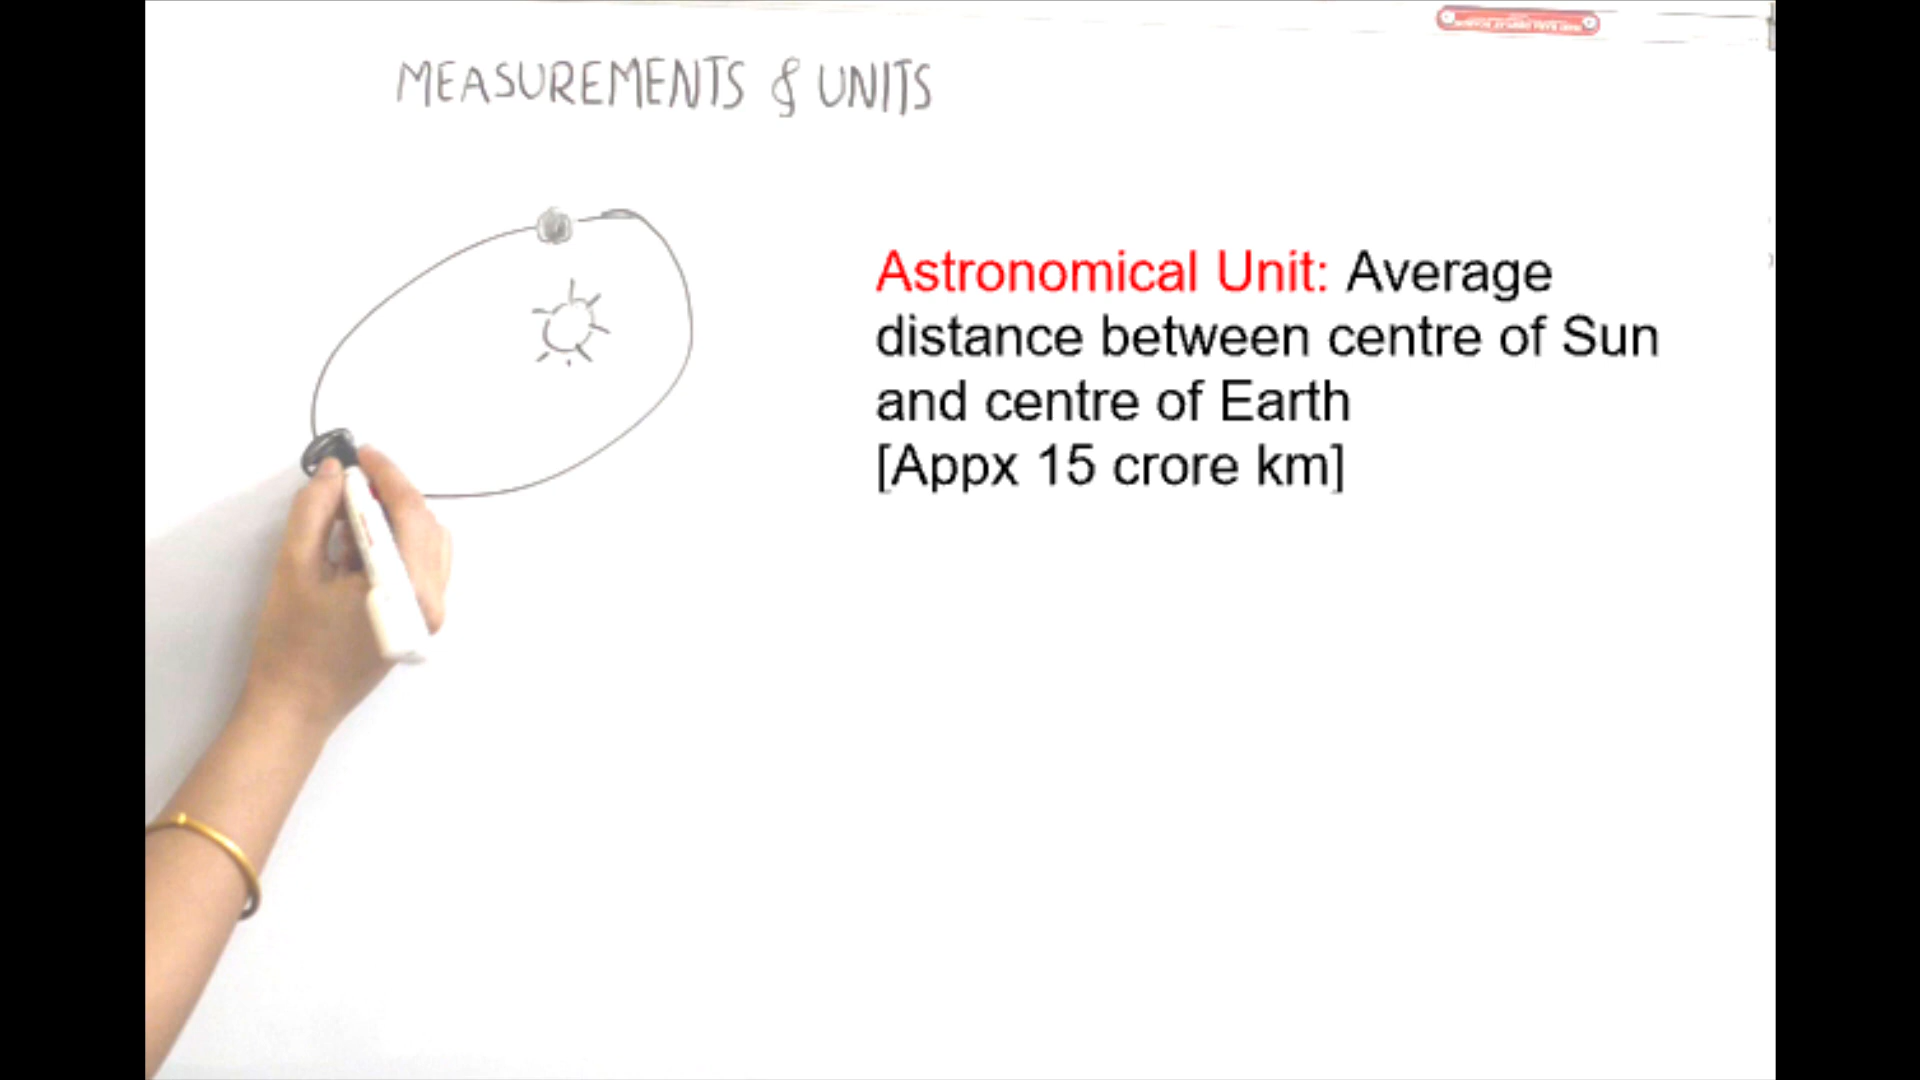 MEASUREMENTS & UNITS
Astronomical Unit: Average
distance between centre of Sun
and centre of Earth
[Appx 15 crore km]